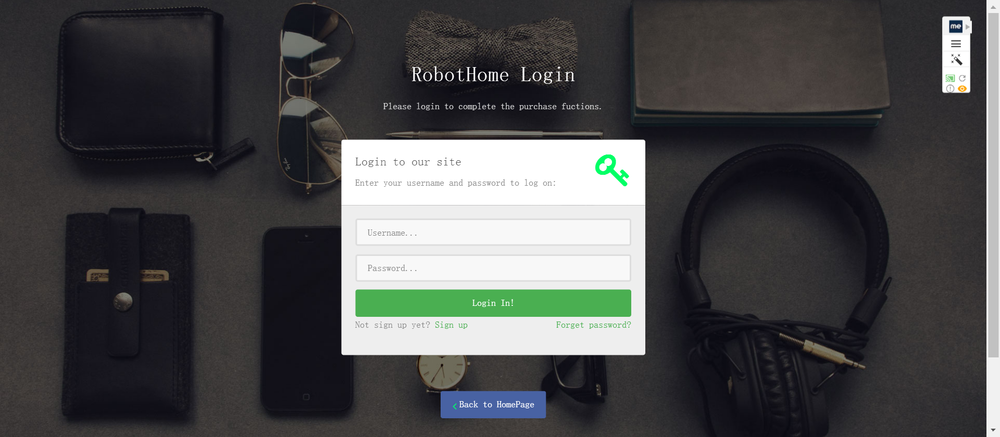 me
RobotHome Login
Please login to complete the purchase fuctions.
Login to our site
Enter your username and password to log on:
Username...
Password...
Login In!
Not sign up yet? Sign up
Forget password?
Back to HomePage